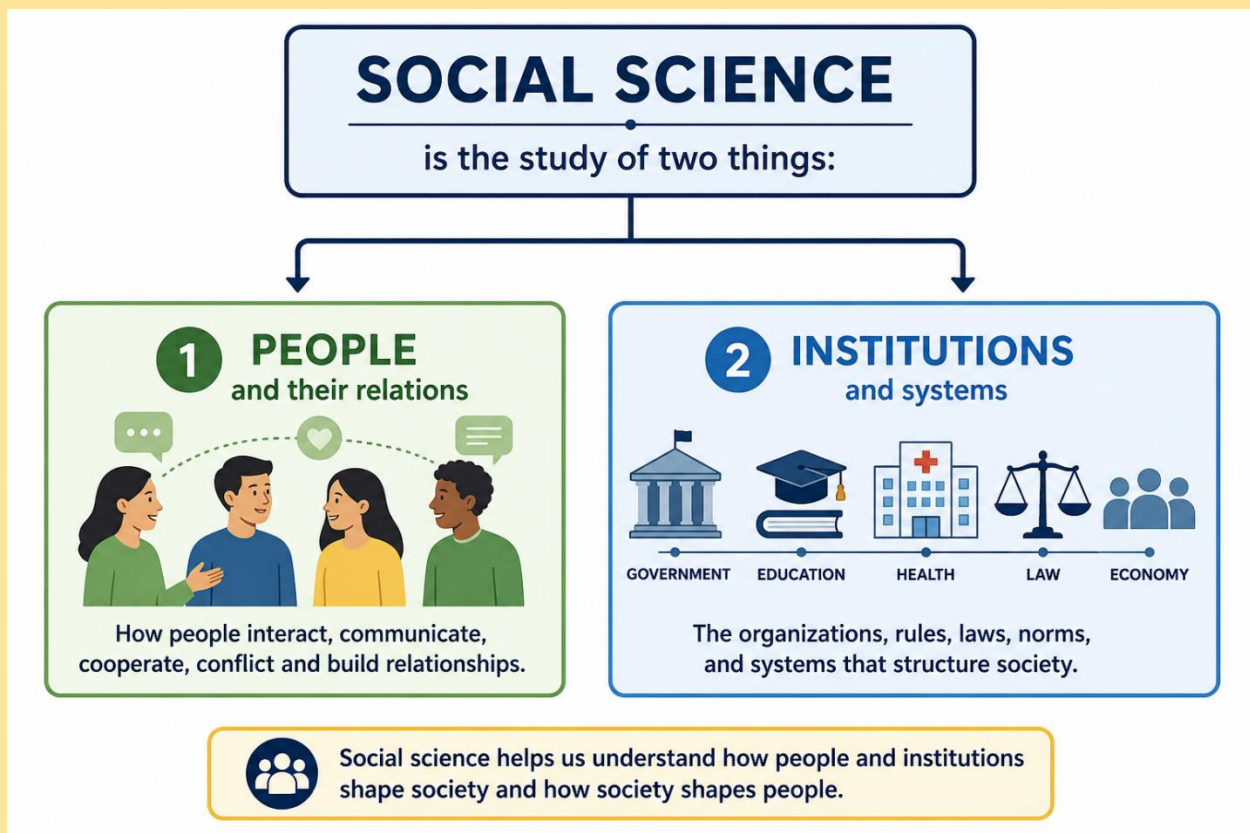 SOCIAL SCIENCE
is the study of two things:
1 PEOPLE
and their relations
How people interact, communicate,
cooperate, conflict and build relationships.
2 INSTITUTIONS
and systems
GOVERNMENT EDUCATION HEALTH LAW ECONOMY
The organizations, rules, laws, norms,
and systems that structure society.
Social science helps us understand how people and institutions
shape society and how society shapes people.